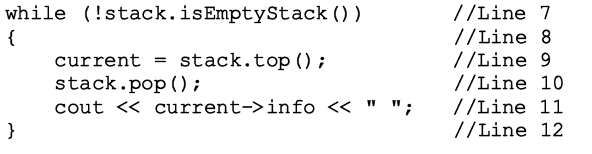 while (!stack.isEmptyStack())          //Line 7
{                                      //Line 8
    current = stack.top();             //Line 9
    stack.pop();                       //Line 10
    cout << current->info << " ";      //Line 11
}                                      //Line 12